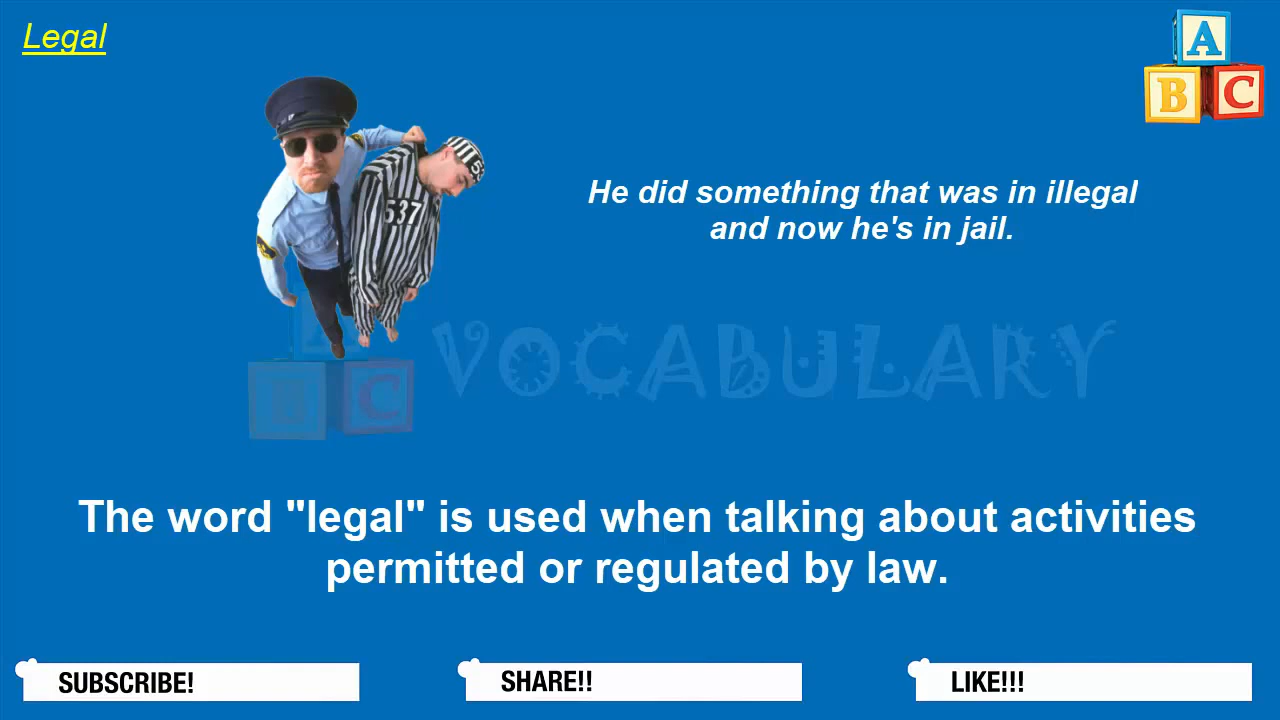 Legal
A
B C
He did something that was in illegal
and now he's in jail.
537
VOCABULARY
B C
The word "legal" is used when talking about activities
permitted or regulated by law.
SUBSCRIBE!
SHARE!!
LIKE!!!